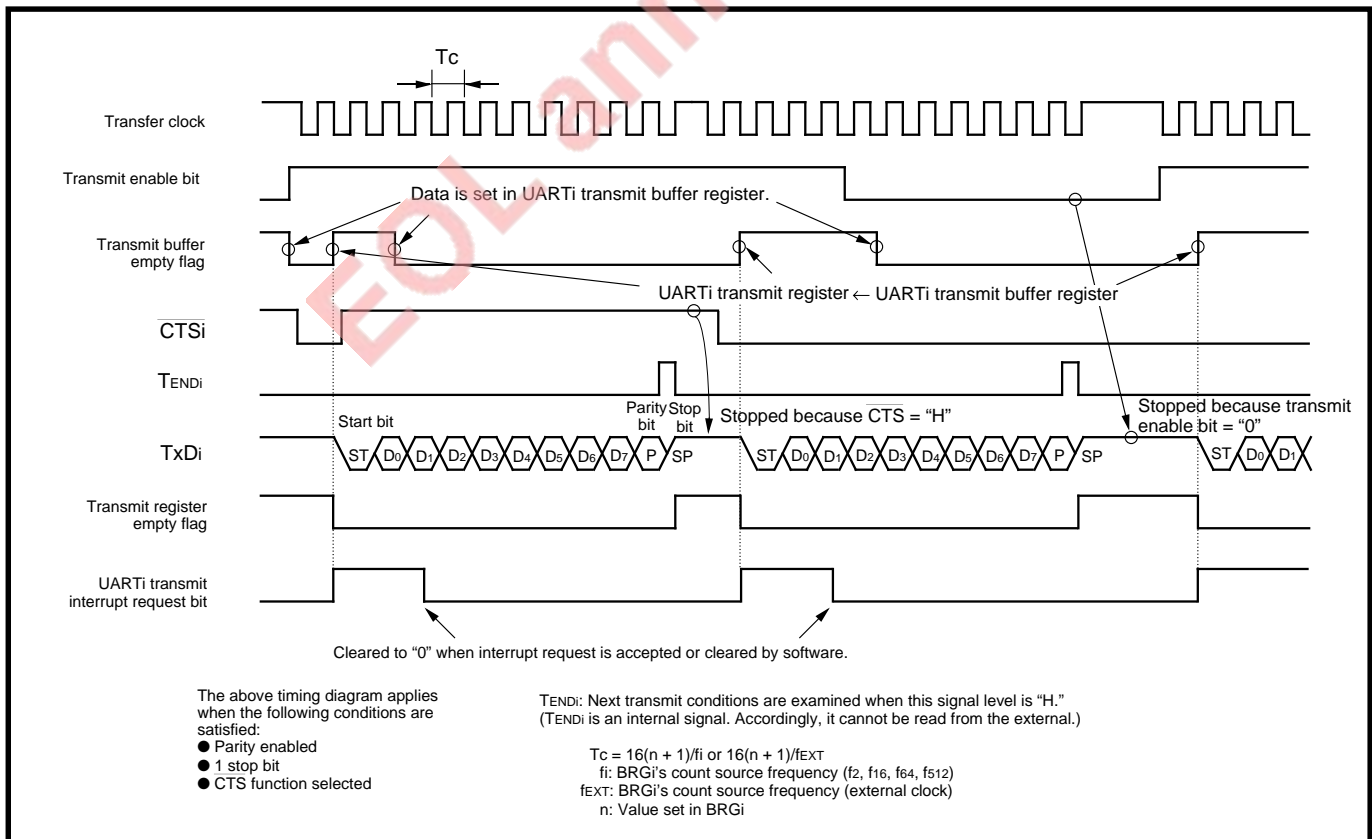 EOL ann
Tc
Transfer clock
Transmit enable bit
Data is set in UARTi transmit buffer register.
Transmit buffer
empty flag
UARTi transmit register ← UARTi transmit buffer register
CTSi
TENDi
Parity
bit
Stop
bit
Stopped because CTS = “H”
Stopped because transmit
enable bit = “0”
Start bit
TxDi
ST D0 D1 D2 D3 D4 D5 D6 D7 P SP ST D0 D1 D2 D3 D4 D5 D6 D7 P SP ST D0 D1
Transmit register
empty flag
UARTi transmit
interrupt request bit
Cleared to “0” when interrupt request is accepted or cleared by software.
The above timing diagram applies
when the following conditions are
satisfied:
● Parity enabled
● 1 stop bit
● CTS function selected
TENDi: Next transmit conditions are examined when this signal level is “H.”
(TENDi is an internal signal. Accordingly, it cannot be read from the external.)
Tc = 16(n + 1)/fi or 16(n + 1)/fEXT
fi: BRGi’s count source frequency (f2, f16, f64, f512)
fEXT: BRGi’s count source frequency (external clock)
n: Value set in BRGi